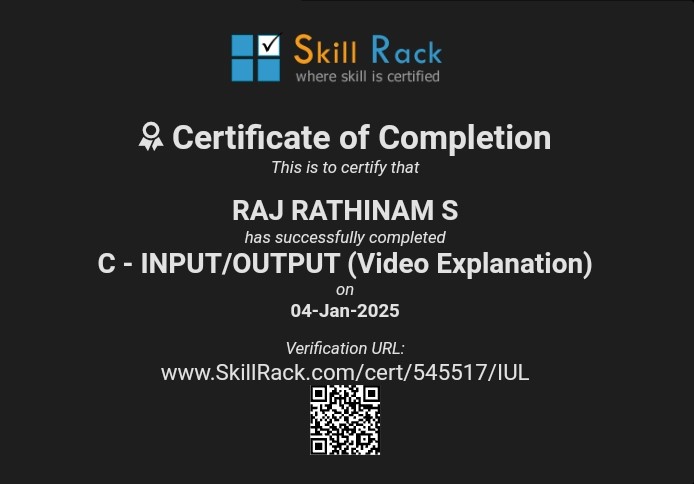 Skill Rack
where skill is certified
Certificate of Completion
This is to certify that
RAJ RATHINAM S
has successfully completed
C - INPUT/OUTPUT (Video Explanation)
on
04-Jan-2025
Verification URL:
www.SkillRack.com/cert/545517/IUL